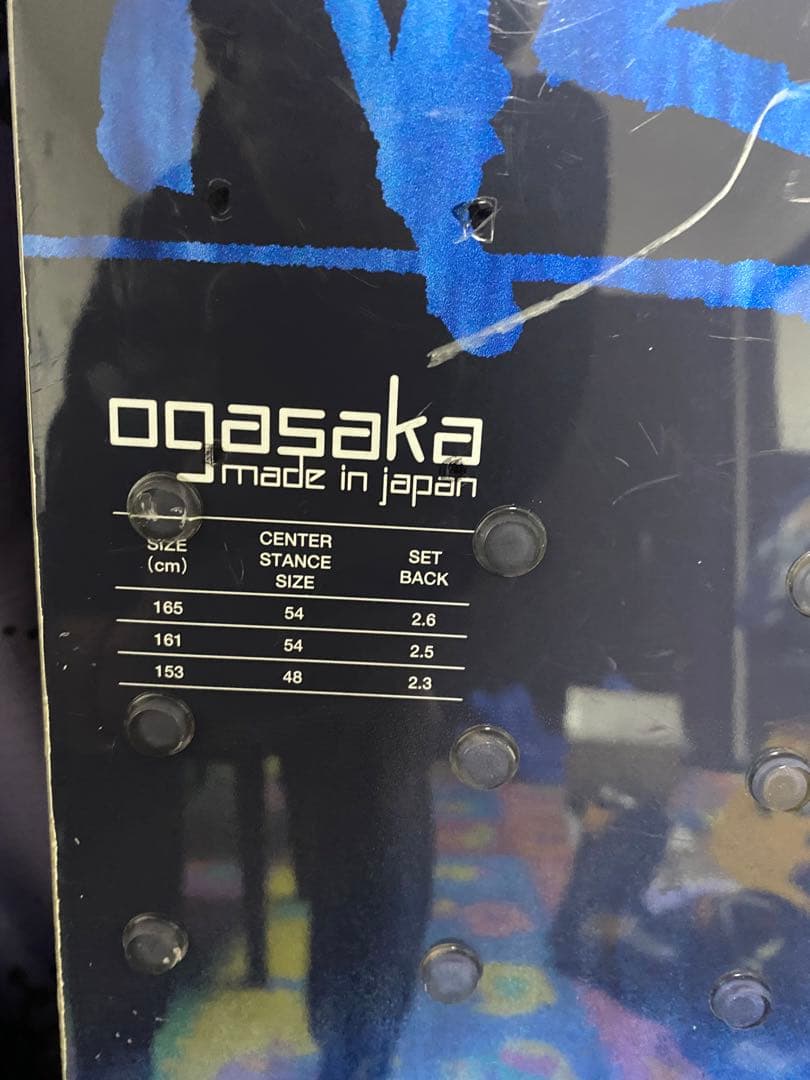 ogasaka
made in japan
SIZE (cm) CENTER STANCE SIZE SET BACK
165 54 2.6
161 54 2.5
153 48 2.3